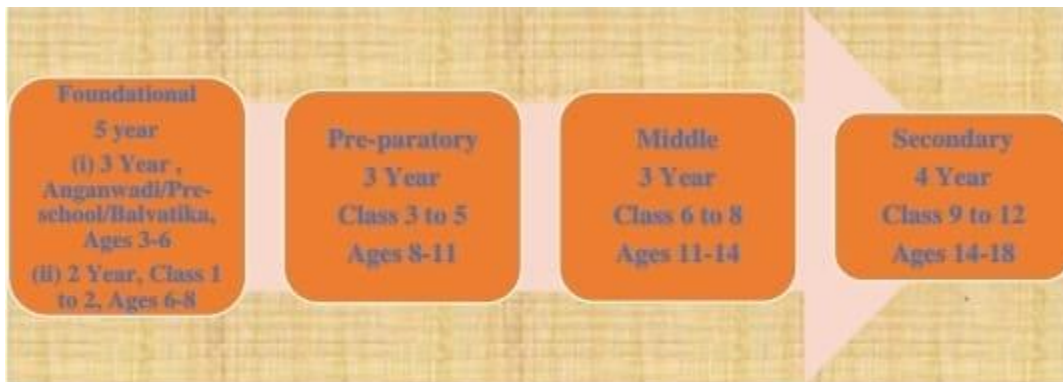 Foundational
5 year
(i) 3 Year ,
Anganwadi/Pre-
school/Balvatika,
Ages 3-6
(ii) 2 Year, Class 1
to 2, Ages 6-8
Pre-paratory
3 Year
Class 3 to 5
Ages 8-11
Middle
3 Year
Class 6 to 8
Ages 11-14
Secondary
4 Year
Class 9 to 12
Ages 14-18